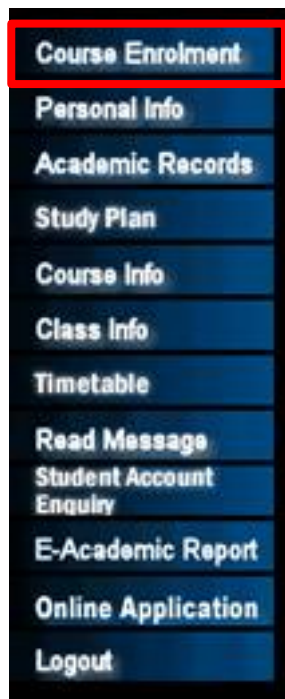 Course Enrolment
Personal Info
Academic Records
Study Plan
Course Info
Class Info
Timetable
Read Message
Student Account
Enquiry
E-Academic Report
Online Application
Logout